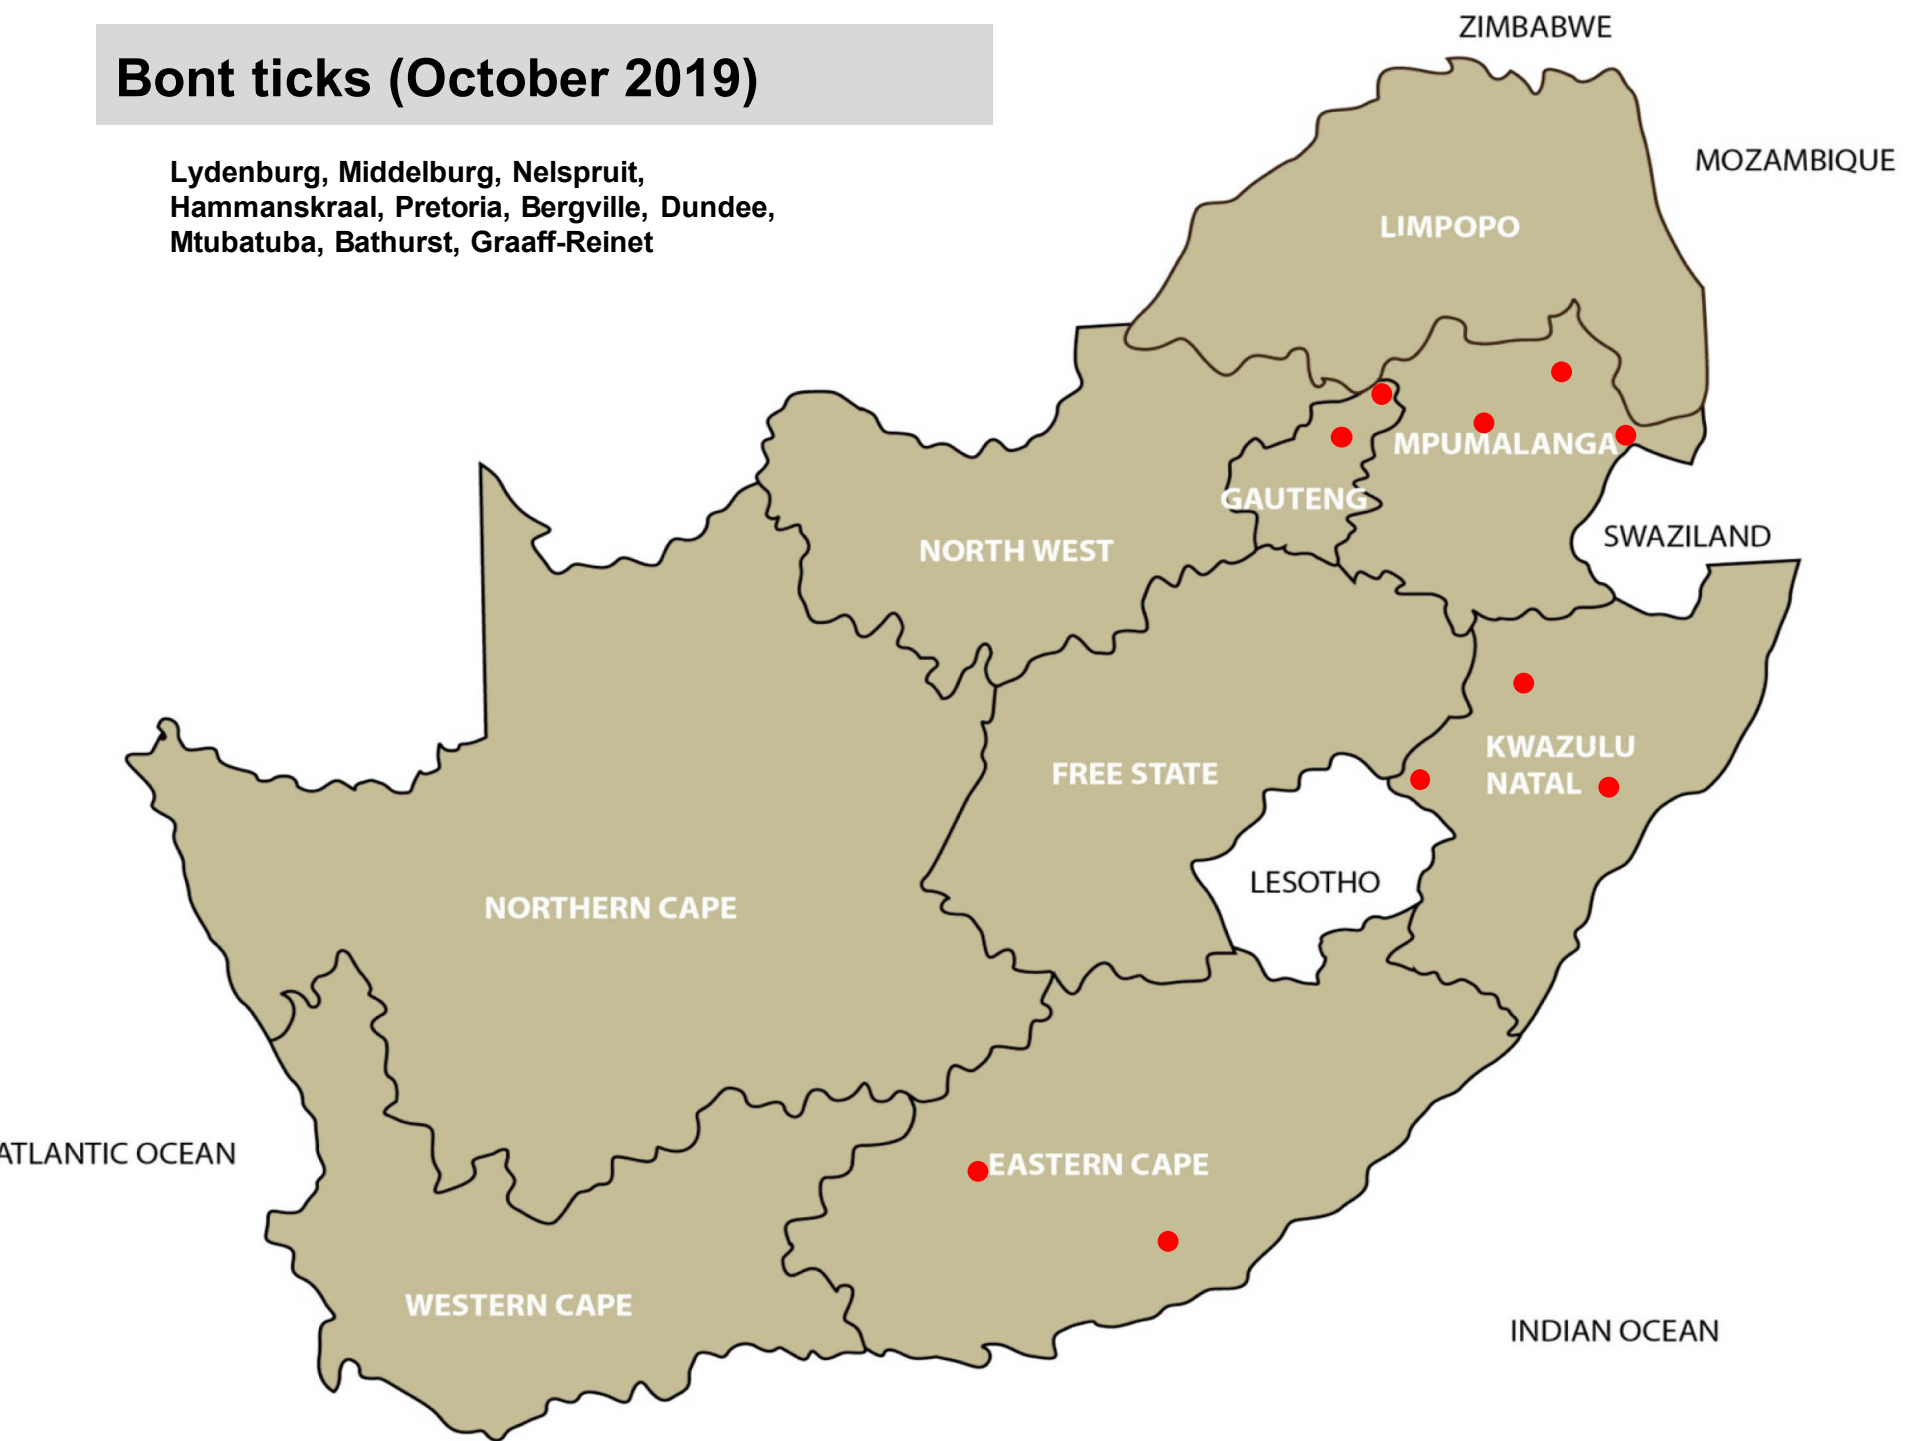 Bont ticks (October 2019)
Lydenburg, Middelburg, Nelspruit,
Hammanskraal, Pretoria, Bergville, Dundee,
Mtubatuba, Bathurst, Graaff-Reinet
ZIMBABWE
MOZAMBIQUE
LIMPOPO
MPUMALANGA
GAUTENG
SWAZILAND
NORTH WEST
KWAZULU
NATAL
FREE STATE
LESOTHO
NORTHERN CAPE
ATLANTIC OCEAN
EASTERN CAPE
WESTERN CAPE
INDIAN OCEAN